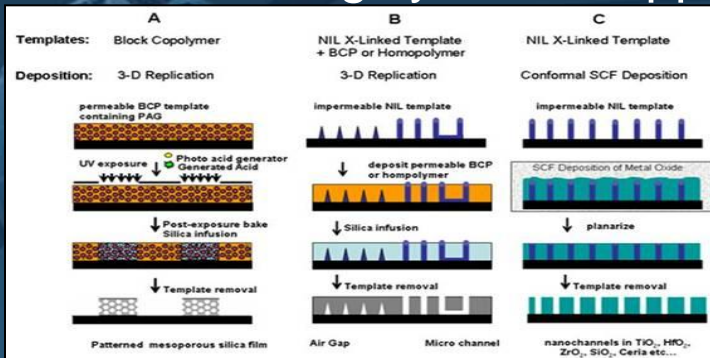 A B C
Templates: Block Copolymer NIL X-Linked Template NIL X-Linked Template
+ BCP or Homopolymer
Deposition: 3-D Replication 3-D Replication Conformal SCF Deposition
permeable BCP template
containing PAG
UV exposure
Photo acid generator
Generated Acid
Post-exposure bake
Silica infusion
Template removal
Patterned mesoporous silica film
impermeable NIL template
deposit permeable BCP
or hompolymer
Silica infusion
Template removal
Air Gap Micro channel
impermeable NIL template
SCF Deposition of Metal Oxide
planarize
Template removal
nanochannels in TiO₂, HfO₂,
ZrO₂, SiO₂, Ceria etc...